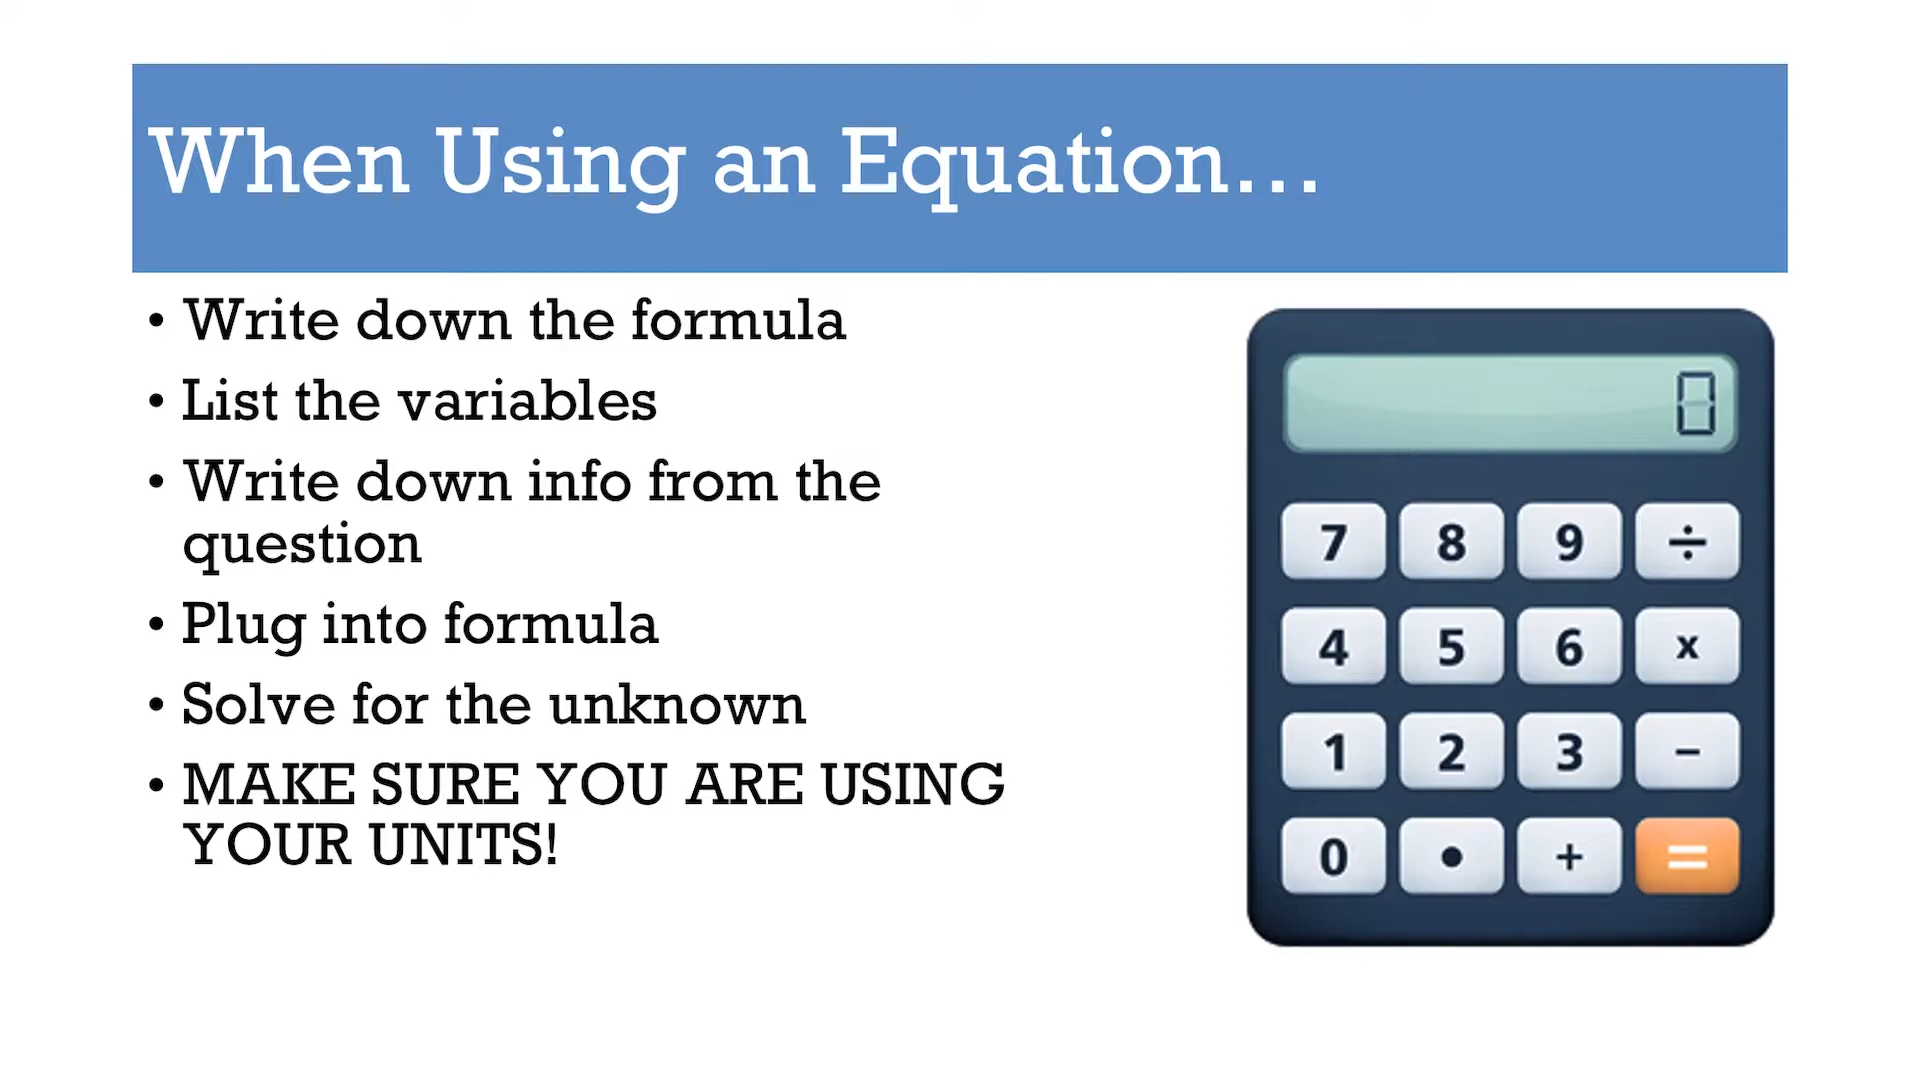 When Using an Equation...
• Write down the formula
• List the variables
• Write down info from the
question
• Plug into formula
• Solve for the unknown
• MAKE SURE YOU ARE USING
YOUR UNITS!
0
7 8 9 ÷
4 5 6 x
1 2 3 −
0 • + =